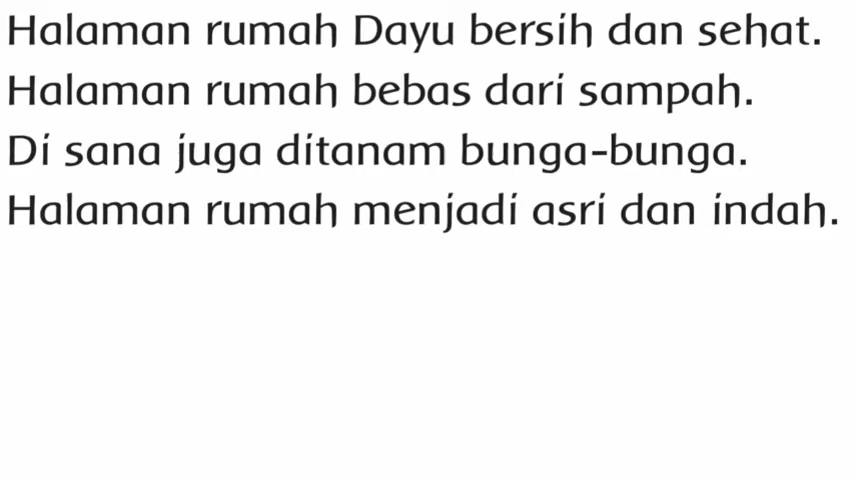 Halaman rumah Dayu bersih dan sehat.
Halaman rumah bebas dari sampah.
Di sana juga ditanam bunga-bunga.
Halaman rumah menjadi asri dan indah.